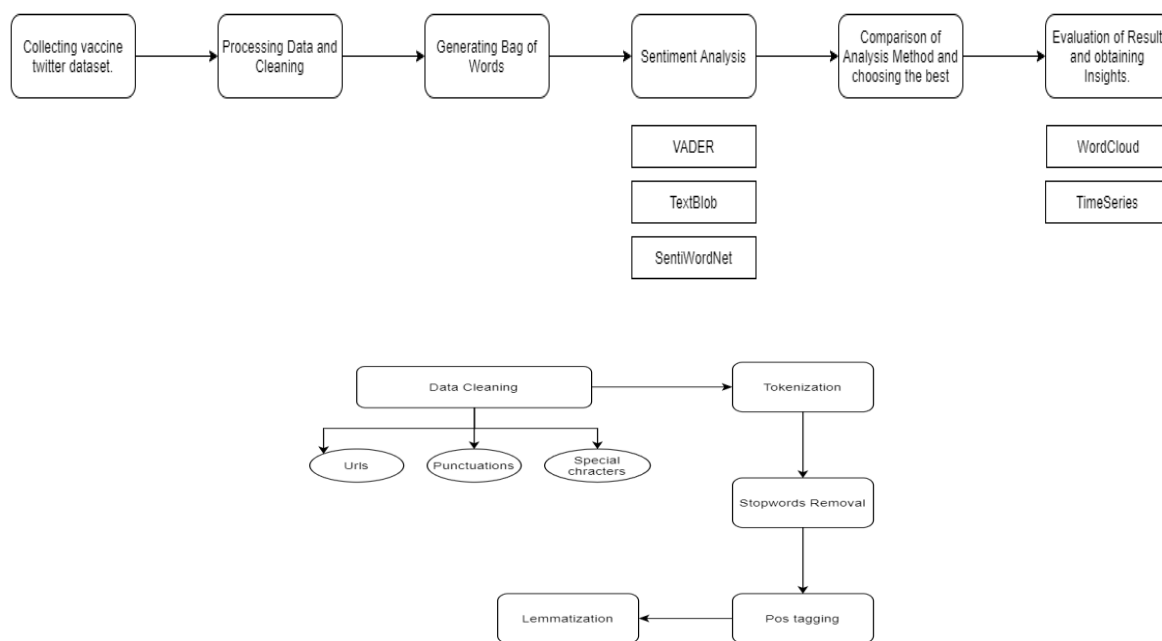 Collecting vaccine
twitter dataset.
Processing Data and
Cleaning
Generating Bag of
Words
Sentiment Analysis
Comparison of
Analysis Method and
choosing the best
Evaluation of Result
and obtaining
Insights.
VADER
TextBlob
SentiWordNet
WordCloud
TimeSeries
Data Cleaning
Tokenization
Urls
Punctuations
Special
chracters
Stopwords Removal
Lemmatization
Pos tagging